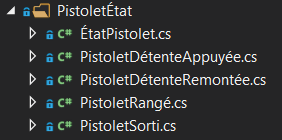 PistoletÉtat
C# ÉtatPistolet.cs
C# PistoletDétenteAppuyée.cs
C# PistoletDétenteRemontée.cs
C# PistoletRangé.cs
C# PistoletSorti.cs